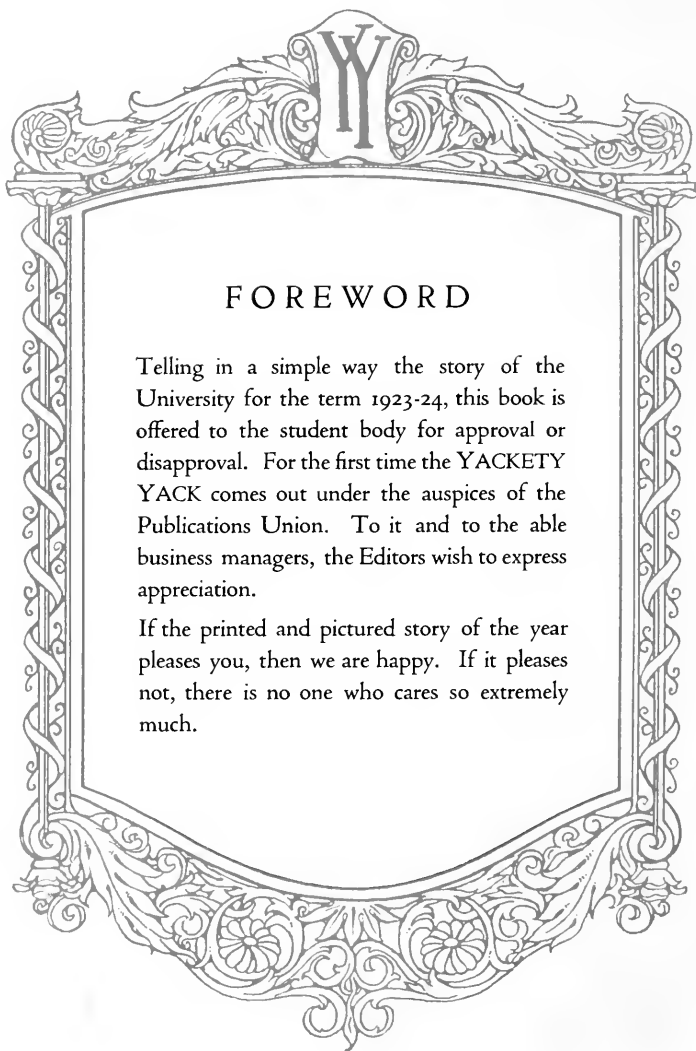 YY
FOREWORD
Telling in a simple way the story of the
University for the term 1923-24, this book is
offered to the student body for approval or
disapproval. For the first time the YACKETY
YACK comes out under the auspices of the
Publications Union. To it and to the able
business managers, the Editors wish to express
appreciation.
If the printed and pictured story of the year
pleases you, then we are happy. If it pleases
not, there is no one who cares so extremely
much.